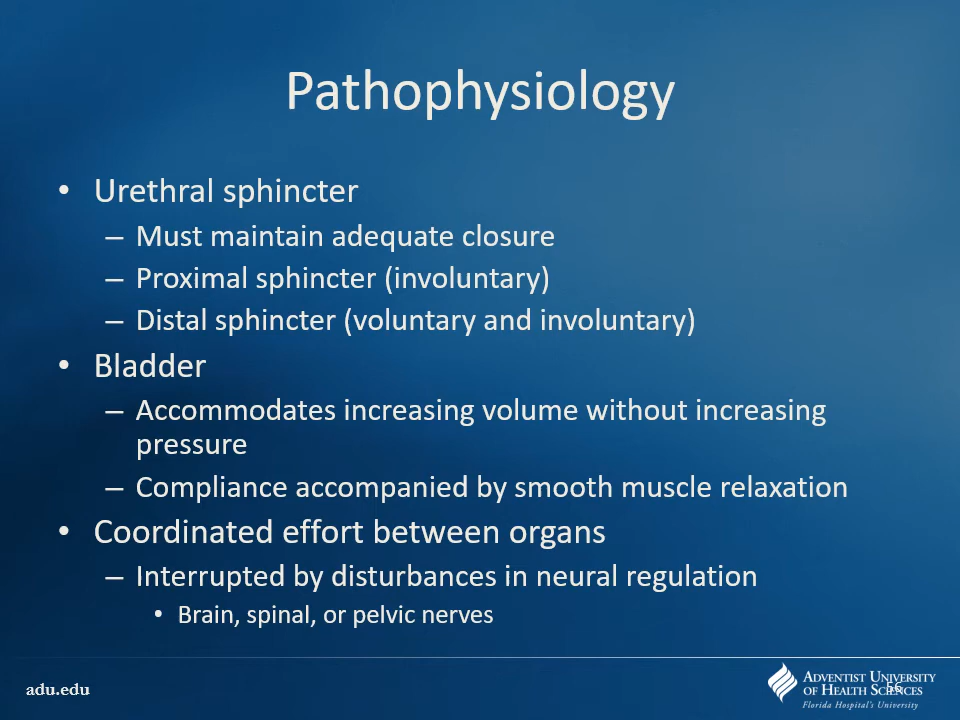 Pathophysiology
• Urethral sphincter
– Must maintain adequate closure
– Proximal sphincter (involuntary)
– Distal sphincter (voluntary and involuntary)
• Bladder
– Accommodates increasing volume without increasing
pressure
– Compliance accompanied by smooth muscle relaxation
• Coordinated effort between organs
– Interrupted by disturbances in neural regulation
• Brain, spinal, or pelvic nerves
adu.edu
ADVENTIST UNIVERSITY
OF HEALTH SCIENCES
Florida Hospital's University
56